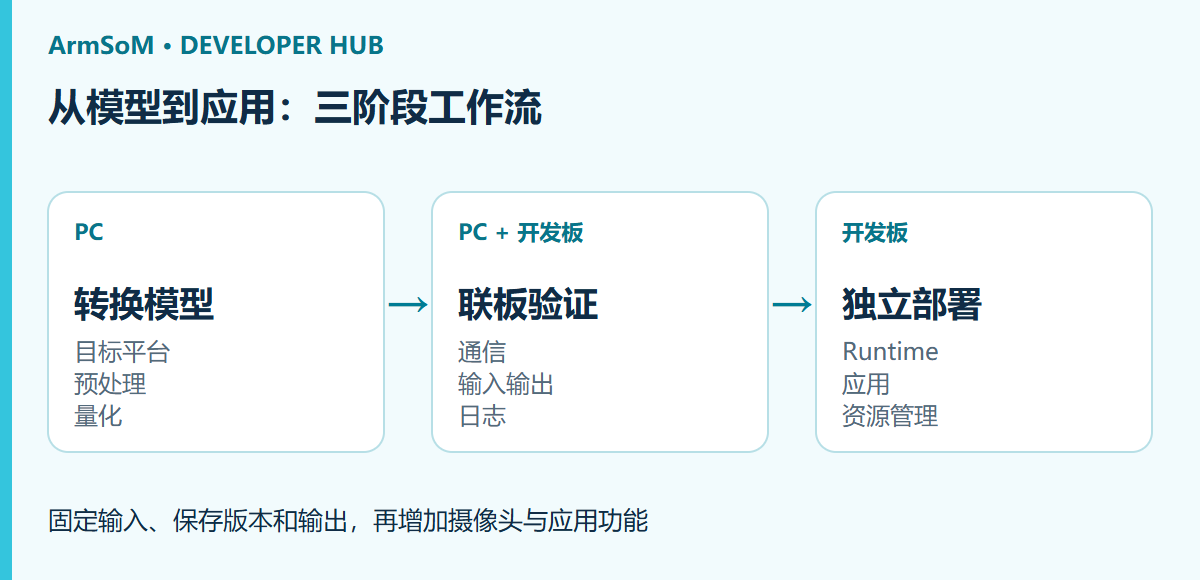 ArmSoM • DEVELOPER HUB
从模型到应用：三阶段工作流
PC
转换模型
目标平台
预处理
量化
→
PC + 开发板
联板验证
通信
输入输出
日志
→
开发板
独立部署
Runtime
应用
资源管理
固定输入、保存版本和输出，再增加摄像头与应用功能